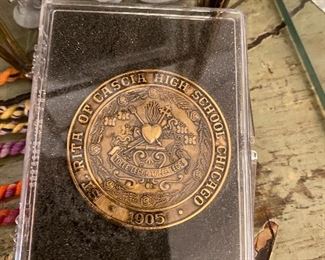 ST. RITA OF CASCIA HIGH SCHOOL, CHICAGO
1905